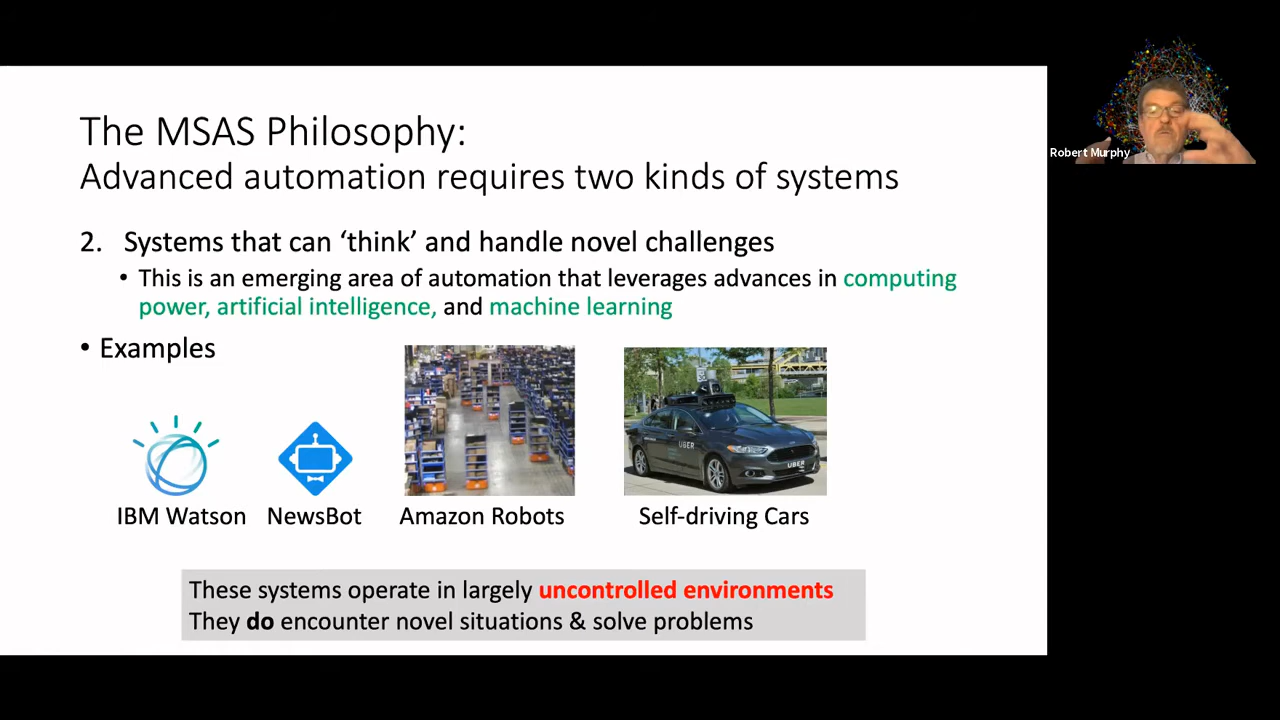 The MSAS Philosophy:
Advanced automation requires two kinds of systems
2. Systems that can ‘think’ and handle novel challenges
• This is an emerging area of automation that leverages advances in computing
power, artificial intelligence, and machine learning
• Examples
UBER
UBER
IBM Watson
NewsBot
Amazon Robots
Self-driving Cars
These systems operate in largely uncontrolled environments
They do encounter novel situations & solve problems
Robert Murphy